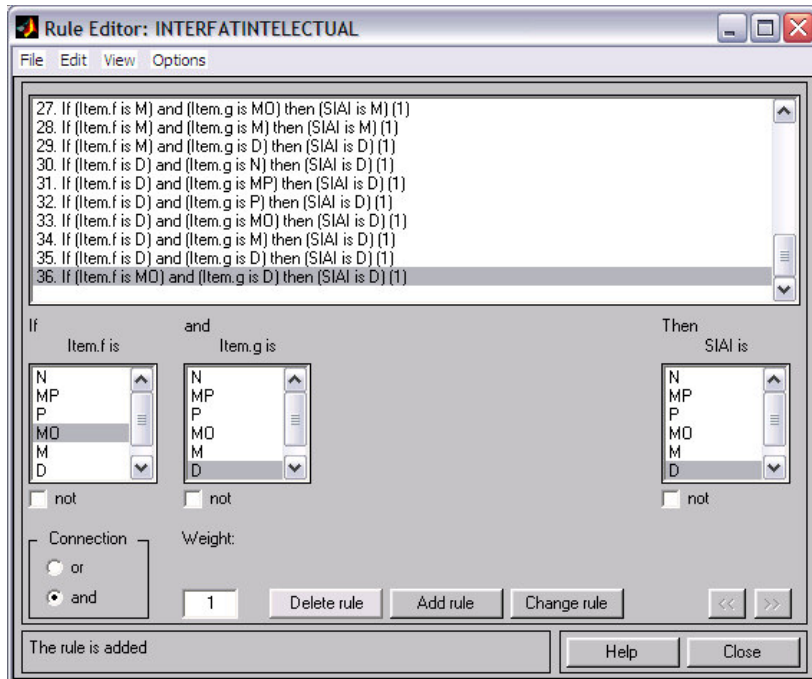 Rule Editor: INTERFATINTELECTUAL
File Edit View Options
27. If (Item.f is M) and (Item.g is MO) then (SIAI is M) (1)
28. If (Item.f is M) and (Item.g is M) then (SIAI is M) (1)
29. If (Item.f is M) and (Item.g is D) then (SIAI is D) (1)
30. If (Item.f is D) and (Item.g is N) then (SIAI is D) (1)
31. If (Item.f is D) and (Item.g is MP) then (SIAI is D) (1)
32. If (Item.f is D) and (Item.g is P) then (SIAI is D) (1)
33. If (Item.f is D) and (Item.g is MO) then (SIAI is D) (1)
34. If (Item.f is D) and (Item.g is M) then (SIAI is D) (1)
35. If (Item.f is D) and (Item.g is D) then (SIAI is D) (1)
36. If (Item.f is MO) and (Item.g is D) then (SIAI is D) (1)
If and Then
Item.f is Item.g is SIAI is
N N N
MP MP MP
P P P
MO MO MO
M M M
D D D
not not not
Connection Weight:
or
and 1 Delete rule Add rule Change rule << >>
The rule is added Help Close